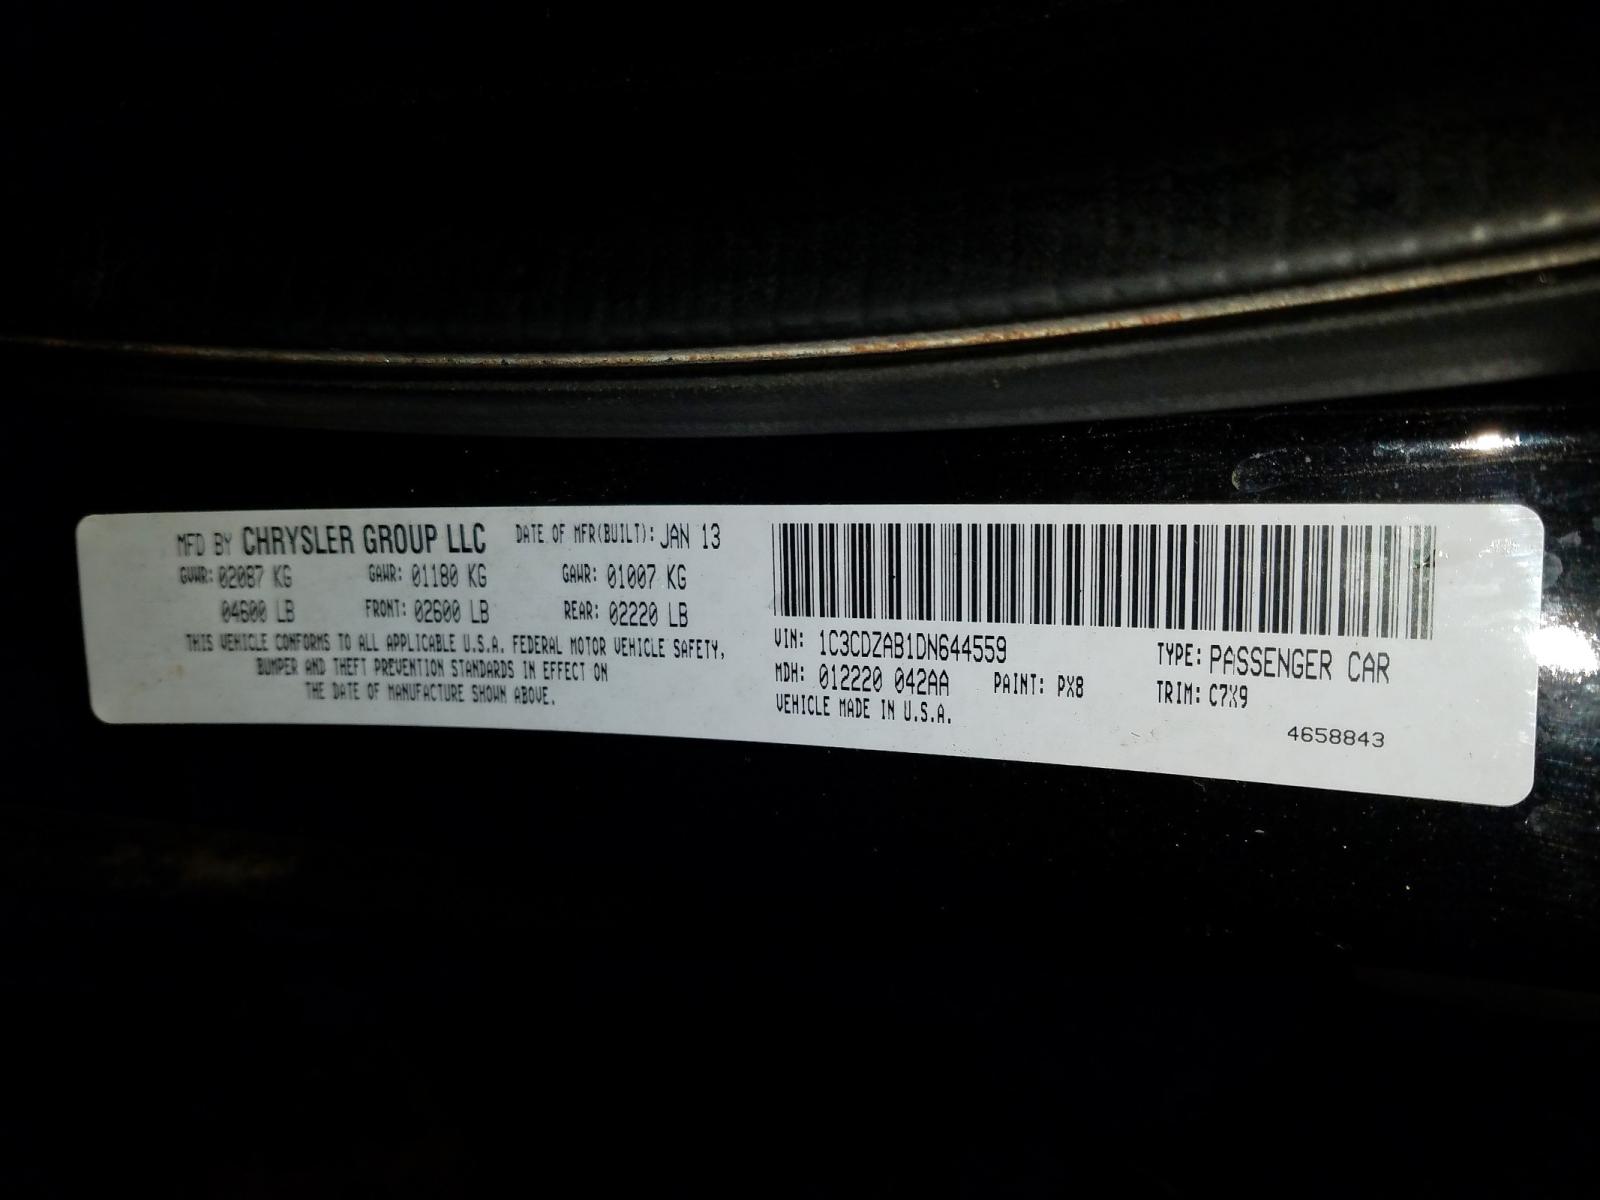 MFD BY CHRYSLER GROUP LLC DATE OF MFR(BUILT): JAN 13
GVWR: 02087 KG GAWR: 01180 KG GAWR: 01007 KG
04600 LB FRONT: 02600 LB REAR: 02220 LB
THIS VEHICLE CONFORMS TO ALL APPLICABLE U.S.A. FEDERAL MOTOR VEHICLE SAFETY,
BUMPER AND THEFT PREVENTION STANDARDS IN EFFECT ON
THE DATE OF MANUFACTURE SHOWN ABOVE.
VIN: 1C3CDZAB1DN644559 TYPE: PASSENGER CAR
MDH: 012220 042AA PAINT: PX8 TRIM: C7X9
VEHICLE MADE IN U.S.A.
4658843